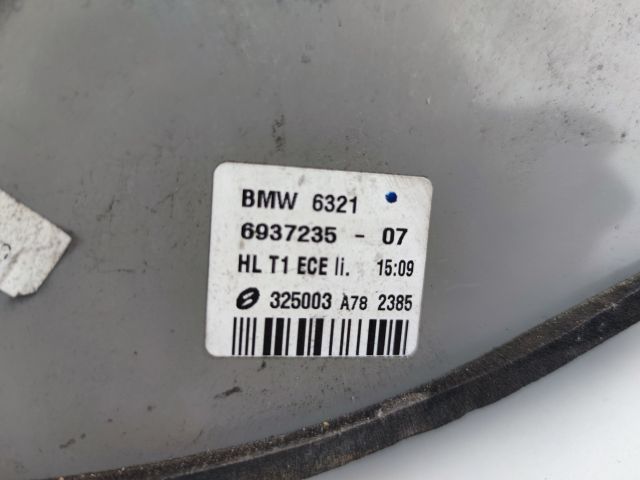 BMW 6321
6937235 - 07
HL T1 ECE li. 15:09
325003 A78 2385